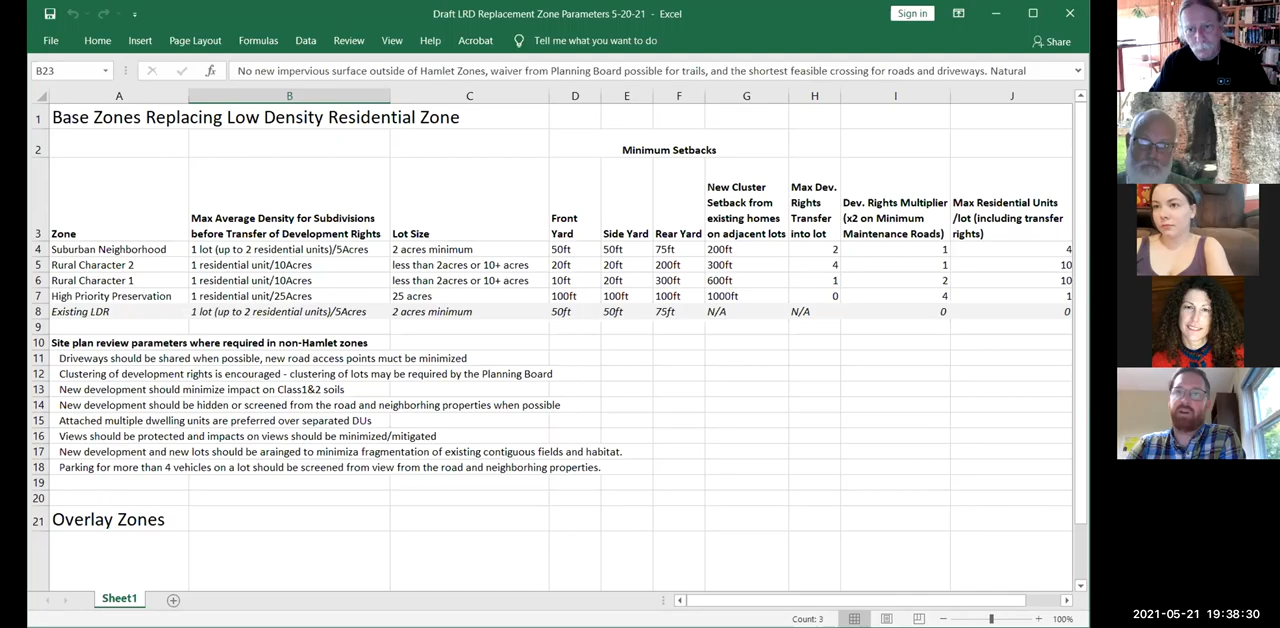 Draft LRD Replacement Zone Parameters 5-20-21 - Excel
Sign in
File Home Insert Page Layout Formulas Data Review View Help Acrobat Tell me what you want to do Share
B23 fx No new impervious surface outside of Hamlet Zones, waiver from Planning Board possible for trails, and the shortest feasible crossing for roads and driveways. Natural
A B C D E F G H I J
1 Base Zones Replacing Low Density Residential Zone
2 Minimum Setbacks
3 Zone Max Average Density for Subdivisions before Transfer of Development Rights Lot Size Front Yard Side Yard Rear Yard New Cluster Setback from existing homes on adjacent lots Max Dev. Rights Transfer into lot Dev. Rights Multiplier (x2 on Minimum Maintenance Roads) Max Residential Units /lot (including transfer rights)
4 Suburban Neighborhood 1 lot (up to 2 residential units)/5Acres 2 acres minimum 50ft 50ft 75ft 200ft 2 1 4
5 Rural Character 2 1 residential unit/10Acres less than 2acres or 10+ acres 20ft 20ft 200ft 300ft 4 1 10
6 Rural Character 1 1 residential unit/10Acres less than 2acres or 10+ acres 10ft 20ft 300ft 600ft 1 2 10
7 High Priority Preservation 1 residential unit/25Acres 25 acres 100ft 100ft 100ft 1000ft 0 4 1
8 Existing LDR 1 lot (up to 2 residential units)/5Acres 2 acres minimum 50ft 50ft 75ft N/A N/A 0 0
9
10 Site plan review parameters where required in non-Hamlet zones
11 Driveways should be shared when possible, new road access points muct be minimized
12 Clustering of development rights is encouraged - clustering of lots may be required by the Planning Board
13 New development should minimize impact on Class1&2 soils
14 New development should be hidden or screened from the road and neighborhing properties when possible
15 Attached multiple dwelling units are preferred over separated DUs
16 Views should be protected and impacts on views should be minimized/mitigated
17 New development and new lots should be arainged to minimiza fragmentation of existing contiguous fields and habitat.
18 Parking for more than 4 vehicles on a lot should be screened from view from the road and neighborhing properties.
19
20
21 Overlay Zones
Sheet1
Count: 3 100%
2021-05-21 19:38:30